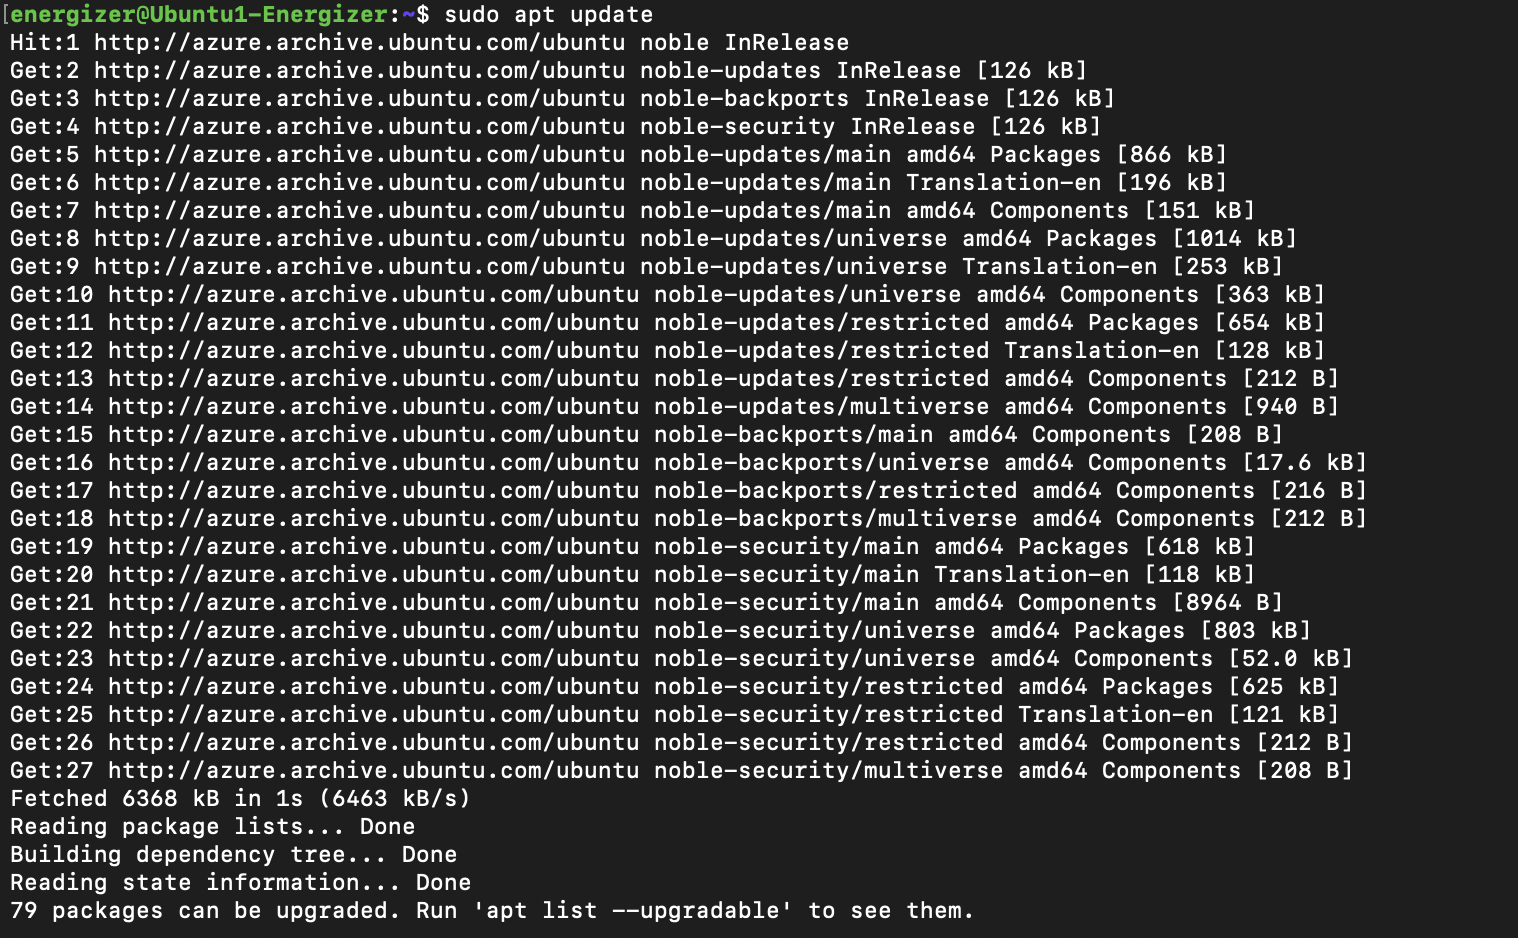 [energizer@Ubuntu1-Energizer:~$ sudo apt update
Hit:1 http://azure.archive.ubuntu.com/ubuntu noble InRelease
Get:2 http://azure.archive.ubuntu.com/ubuntu noble-updates InRelease [126 kB]
Get:3 http://azure.archive.ubuntu.com/ubuntu noble-backports InRelease [126 kB]
Get:4 http://azure.archive.ubuntu.com/ubuntu noble-security InRelease [126 kB]
Get:5 http://azure.archive.ubuntu.com/ubuntu noble-updates/main amd64 Packages [866 kB]
Get:6 http://azure.archive.ubuntu.com/ubuntu noble-updates/main Translation-en [196 kB]
Get:7 http://azure.archive.ubuntu.com/ubuntu noble-updates/main amd64 Components [151 kB]
Get:8 http://azure.archive.ubuntu.com/ubuntu noble-updates/universe amd64 Packages [1014 kB]
Get:9 http://azure.archive.ubuntu.com/ubuntu noble-updates/universe Translation-en [253 kB]
Get:10 http://azure.archive.ubuntu.com/ubuntu noble-updates/universe amd64 Components [363 kB]
Get:11 http://azure.archive.ubuntu.com/ubuntu noble-updates/restricted amd64 Packages [654 kB]
Get:12 http://azure.archive.ubuntu.com/ubuntu noble-updates/restricted Translation-en [128 kB]
Get:13 http://azure.archive.ubuntu.com/ubuntu noble-updates/restricted amd64 Components [212 B]
Get:14 http://azure.archive.ubuntu.com/ubuntu noble-updates/multiverse amd64 Components [940 B]
Get:15 http://azure.archive.ubuntu.com/ubuntu noble-backports/main amd64 Components [208 B]
Get:16 http://azure.archive.ubuntu.com/ubuntu noble-backports/universe amd64 Components [17.6 kB]
Get:17 http://azure.archive.ubuntu.com/ubuntu noble-backports/restricted amd64 Components [216 B]
Get:18 http://azure.archive.ubuntu.com/ubuntu noble-backports/multiverse amd64 Components [212 B]
Get:19 http://azure.archive.ubuntu.com/ubuntu noble-security/main amd64 Packages [618 kB]
Get:20 http://azure.archive.ubuntu.com/ubuntu noble-security/main Translation-en [118 kB]
Get:21 http://azure.archive.ubuntu.com/ubuntu noble-security/main amd64 Components [8964 B]
Get:22 http://azure.archive.ubuntu.com/ubuntu noble-security/universe amd64 Packages [803 kB]
Get:23 http://azure.archive.ubuntu.com/ubuntu noble-security/universe amd64 Components [52.0 kB]
Get:24 http://azure.archive.ubuntu.com/ubuntu noble-security/restricted amd64 Packages [625 kB]
Get:25 http://azure.archive.ubuntu.com/ubuntu noble-security/restricted Translation-en [121 kB]
Get:26 http://azure.archive.ubuntu.com/ubuntu noble-security/restricted amd64 Components [212 B]
Get:27 http://azure.archive.ubuntu.com/ubuntu noble-security/multiverse amd64 Components [208 B]
Fetched 6368 kB in 1s (6463 kB/s)
Reading package lists... Done
Building dependency tree... Done
Reading state information... Done
79 packages can be upgraded. Run 'apt list --upgradable' to see them.